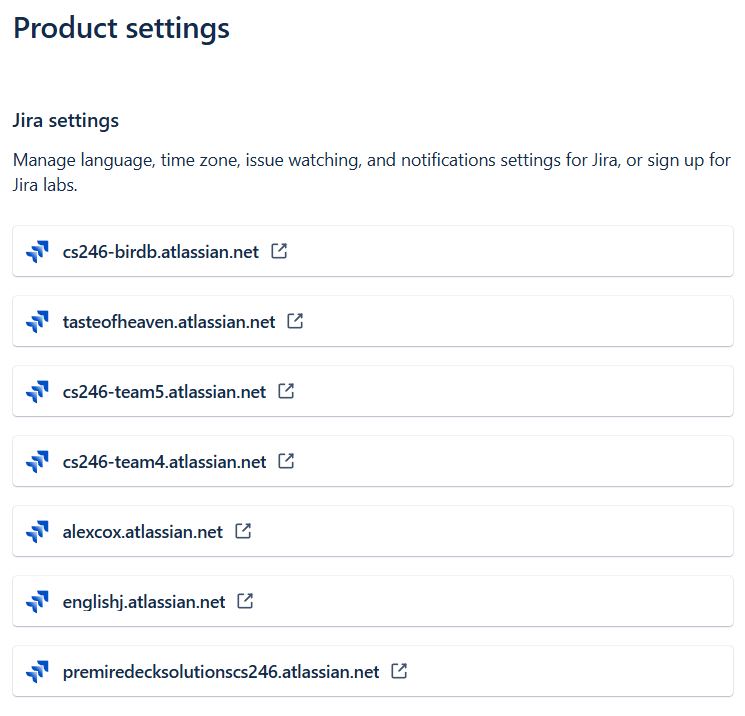 Product settings
Jira settings
Manage language, time zone, issue watching, and notifications settings for Jira, or sign up for
Jira labs.
cs246-birdb.atlassian.net
tasteofheaven.atlassian.net
cs246-team5.atlassian.net
cs246-team4.atlassian.net
alexcox.atlassian.net
englishj.atlassian.net
premiredecksolutionscs246.atlassian.net